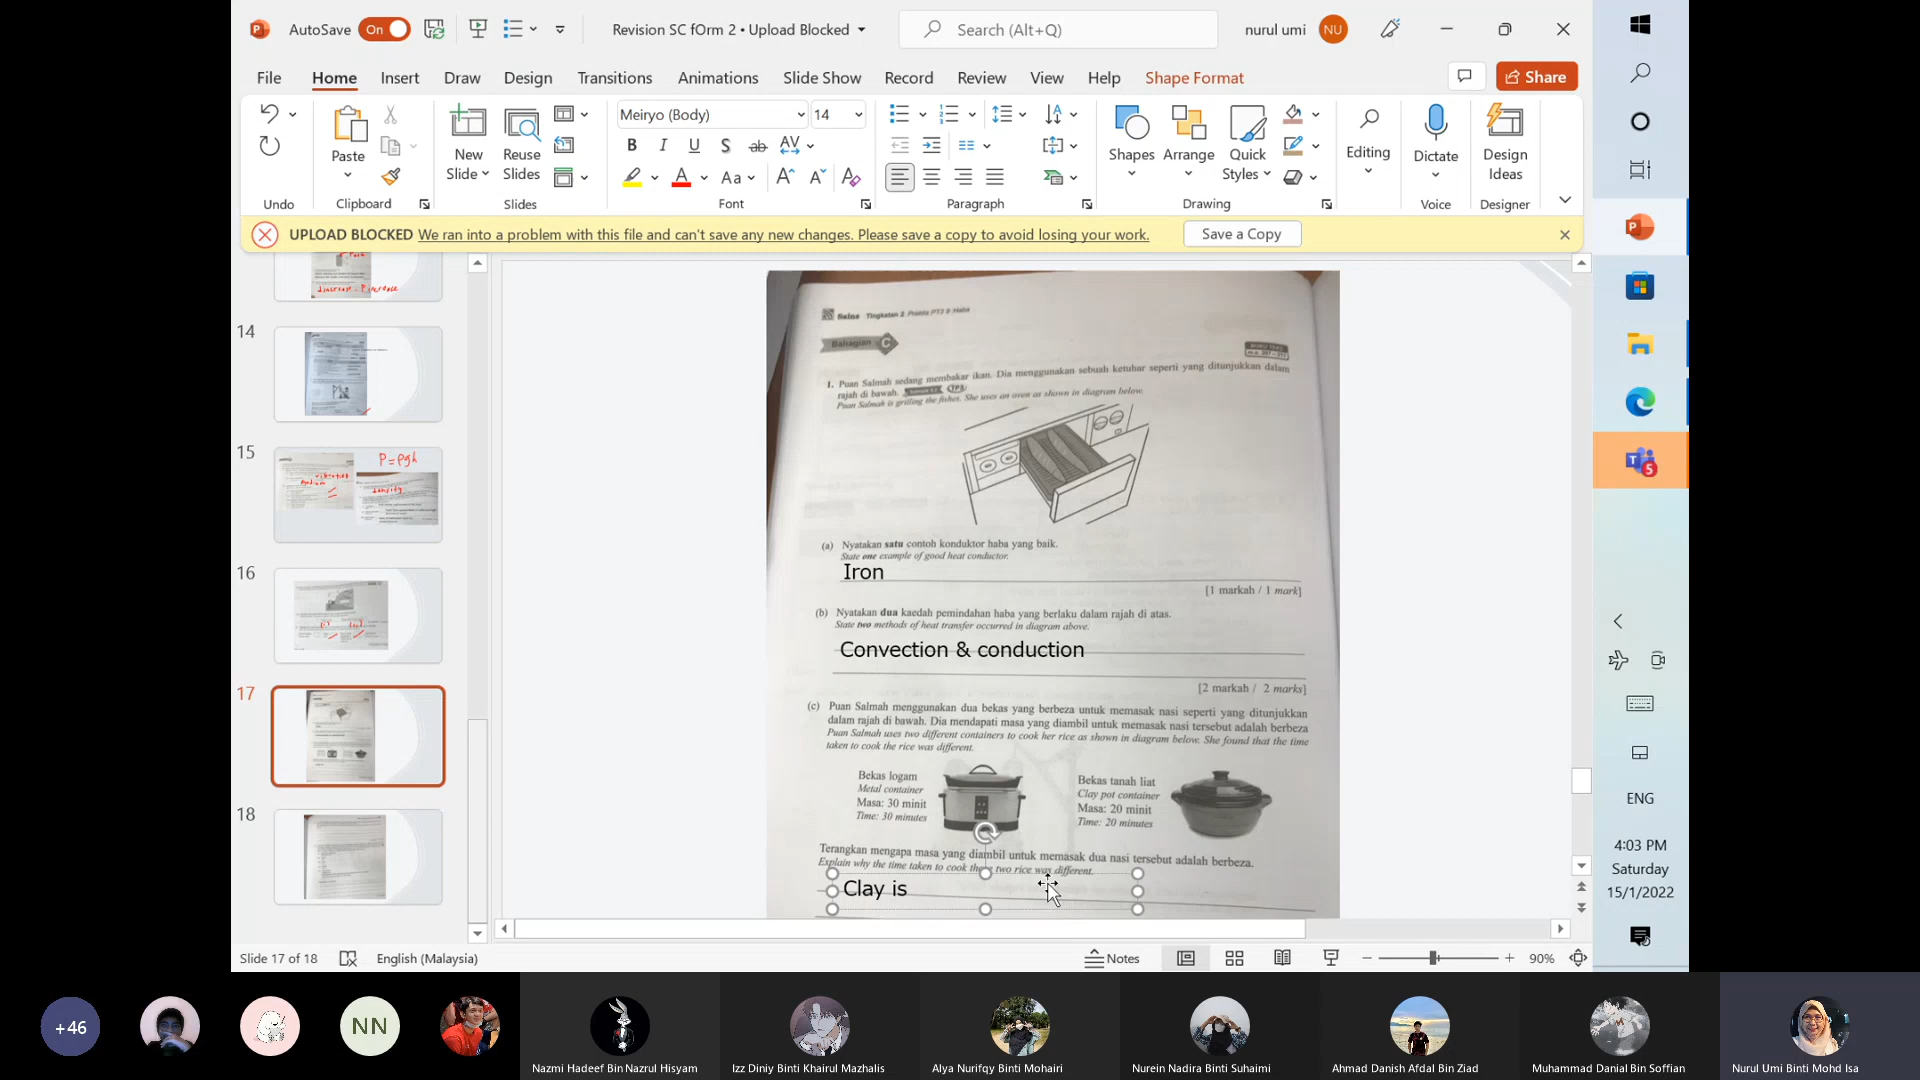 AutoSave On Revision SC fOrm 2 • Upload Blocked Search (Alt+Q) nurul umi NU
File Home Insert Draw Design Transitions Animations Slide Show Record Review View Help Shape Format Share
Meiryo (Body) 14
Paste New Slide Reuse Slides Shapes Arrange Quick Styles Editing Dictate Design Ideas
Undo Clipboard Slides Font Paragraph Drawing Voice Designer
UPLOAD BLOCKED We ran into a problem with this file and can't save any new changes. Please save a copy to avoid losing your work. Save a Copy
14
15
P=ρgh
16
17
18
Sains Tingkatan 2 Praktis PT3 9 Haba
Bahagian C
1. Puan Salmah sedang membakar ikan. Dia menggunakan sebuah ketuhar seperti yang ditunjukkan dalam
rajah di bawah. TP3
Puan Salmah is grilling the fishes. She uses an oven as shown in diagram below.
(a) Nyatakan satu contoh konduktor haba yang baik.
State one example of good heat conductor.
Iron
[1 markah / 1 mark]
(b) Nyatakan dua kaedah pemindahan haba yang berlaku dalam rajah di atas.
State two methods of heat transfer occurred in diagram above.
Convection & conduction
[2 markah / 2 marks]
(c) Puan Salmah menggunakan dua bekas yang berbeza untuk memasak nasi seperti yang ditunjukkan
dalam rajah di bawah. Dia mendapati masa yang diambil untuk memasak nasi tersebut adalah berbeza
Puan Salmah uses two different containers to cook her rice as shown in diagram below. She found that the time
taken to cook the rice was different.
Bekas logam
Metal container
Masa: 30 minit
Time: 30 minutes
Bekas tanah liat
Clay pot container
Masa: 20 minit
Time: 20 minutes
Terangkan mengapa masa yang diambil untuk memasak dua nasi tersebut adalah berbeza.
Explain why the time taken to cook the two rice was different.
Clay is
ENG
4:03 PM
Saturday
15/1/2022
Slide 17 of 18 English (Malaysia) Notes 90%
+46 NN
Nazmi Hadeef Bin Nazrul Hisyam
Izz Diniy Binti Khairul Mazhalis
Alya Nurifqy Binti Mohairi
Nurein Nadira Binti Suhaimi
Ahmad Danish Afdal Bin Ziad
Muhammad Danial Bin Soffian
Nurul Umi Binti Mohd Isa